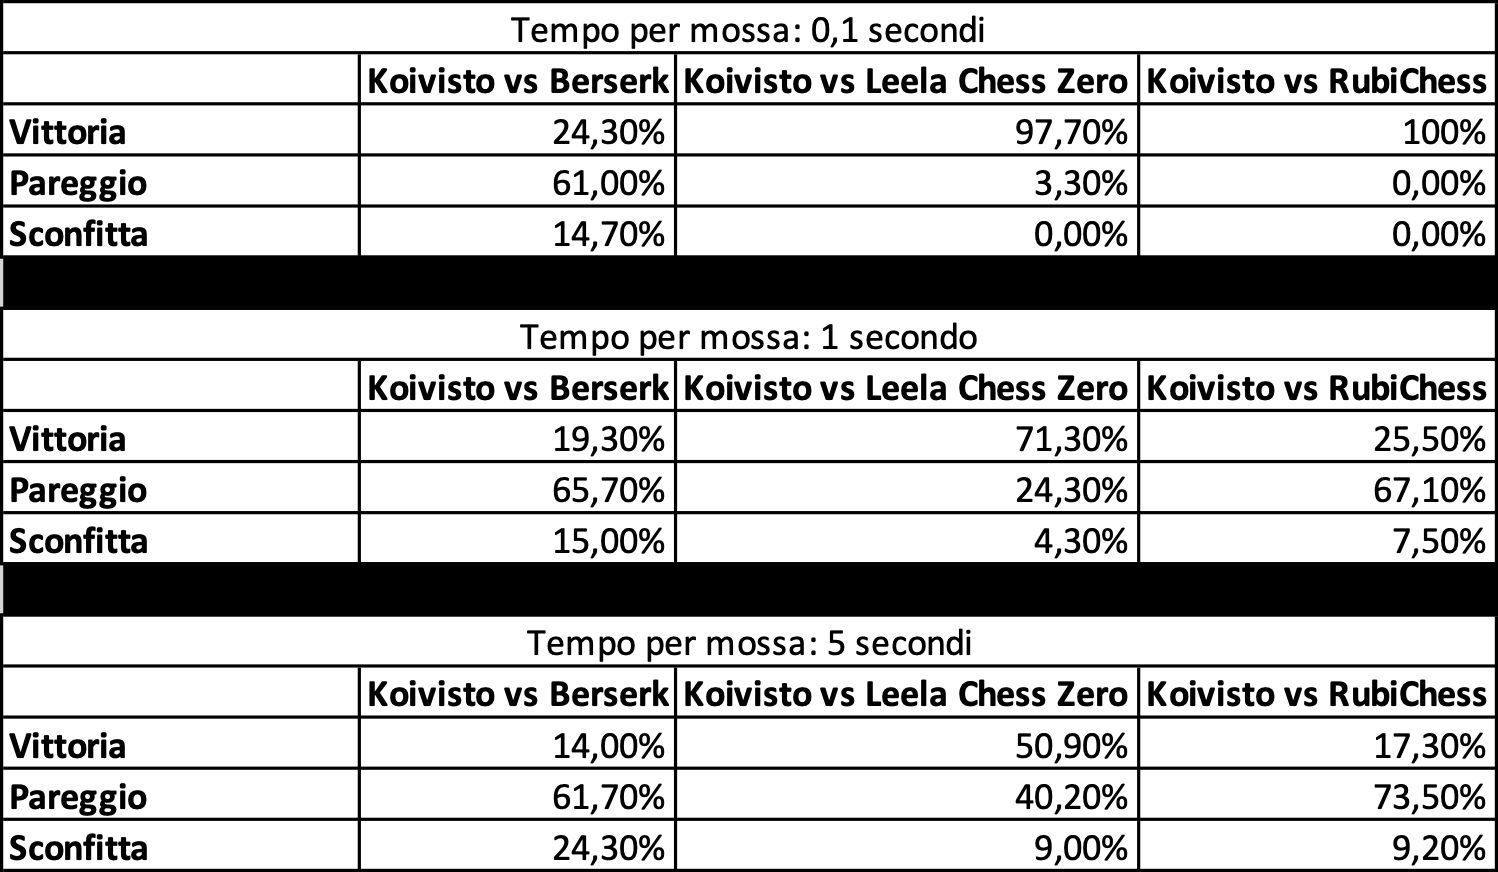 Tempo per mossa: 0,1 secondi
Koivisto vs Berserk Koivisto vs Leela Chess Zero Koivisto vs RubiChess
Vittoria 24,30% 97,70% 100%
Pareggio 61,00% 3,30% 0,00%
Sconfitta 14,70% 0,00% 0,00%
Tempo per mossa: 1 secondo
Koivisto vs Berserk Koivisto vs Leela Chess Zero Koivisto vs RubiChess
Vittoria 19,30% 71,30% 25,50%
Pareggio 65,70% 24,30% 67,10%
Sconfitta 15,00% 4,30% 7,50%
Tempo per mossa: 5 secondi
Koivisto vs Berserk Koivisto vs Leela Chess Zero Koivisto vs RubiChess
Vittoria 14,00% 50,90% 17,30%
Pareggio 61,70% 40,20% 73,50%
Sconfitta 24,30% 9,00% 9,20%